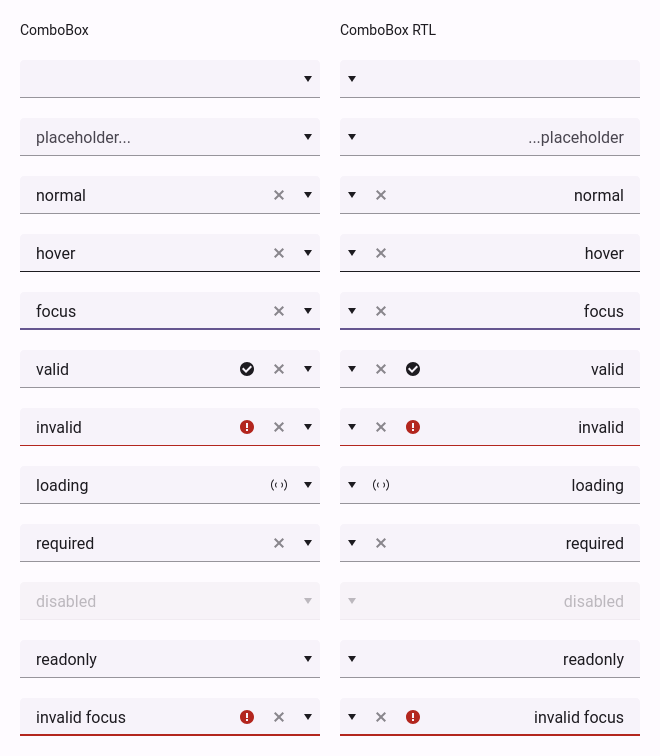 ComboBox
ComboBox RTL
placeholder...
...placeholder
normal
normal
hover
hover
focus
focus
valid
valid
invalid
invalid
loading
loading
required
required
disabled
disabled
readonly
readonly
invalid focus
invalid focus